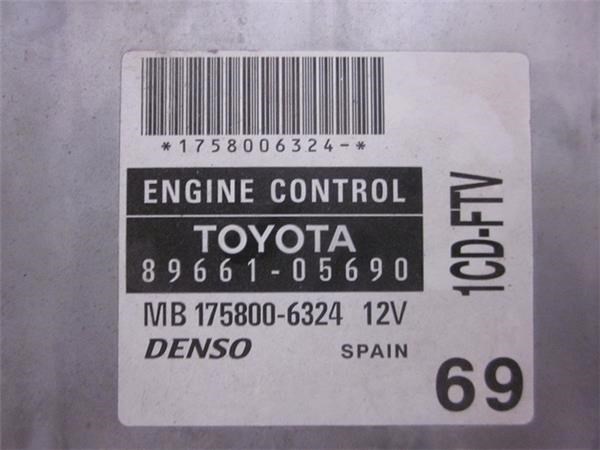 *1758006324-*
ENGINE CONTROL
TOYOTA
89661-05690
MB 175800-6324 12V
DENSO SPAIN
1CD-FTV
69